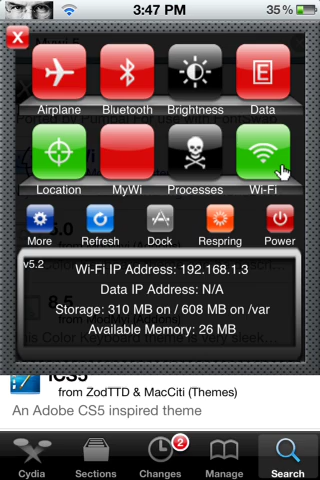 3:47 PM
35 %
X
Airplane Bluetooth Brightness Data
E
Location MyWi Processes Wi-Fi
More Refresh Dock Respring Power
v5.2
Wi-Fi IP Address: 192.168.1.3
Data IP Address: N/A
Storage: 310 MB on / 608 MB on /var
Available Memory: 26 MB
iCS5
from ZodTTD & MacCiti (Themes)
An Adobe CS5 inspired theme
2
Cydia Sections Changes Manage Search